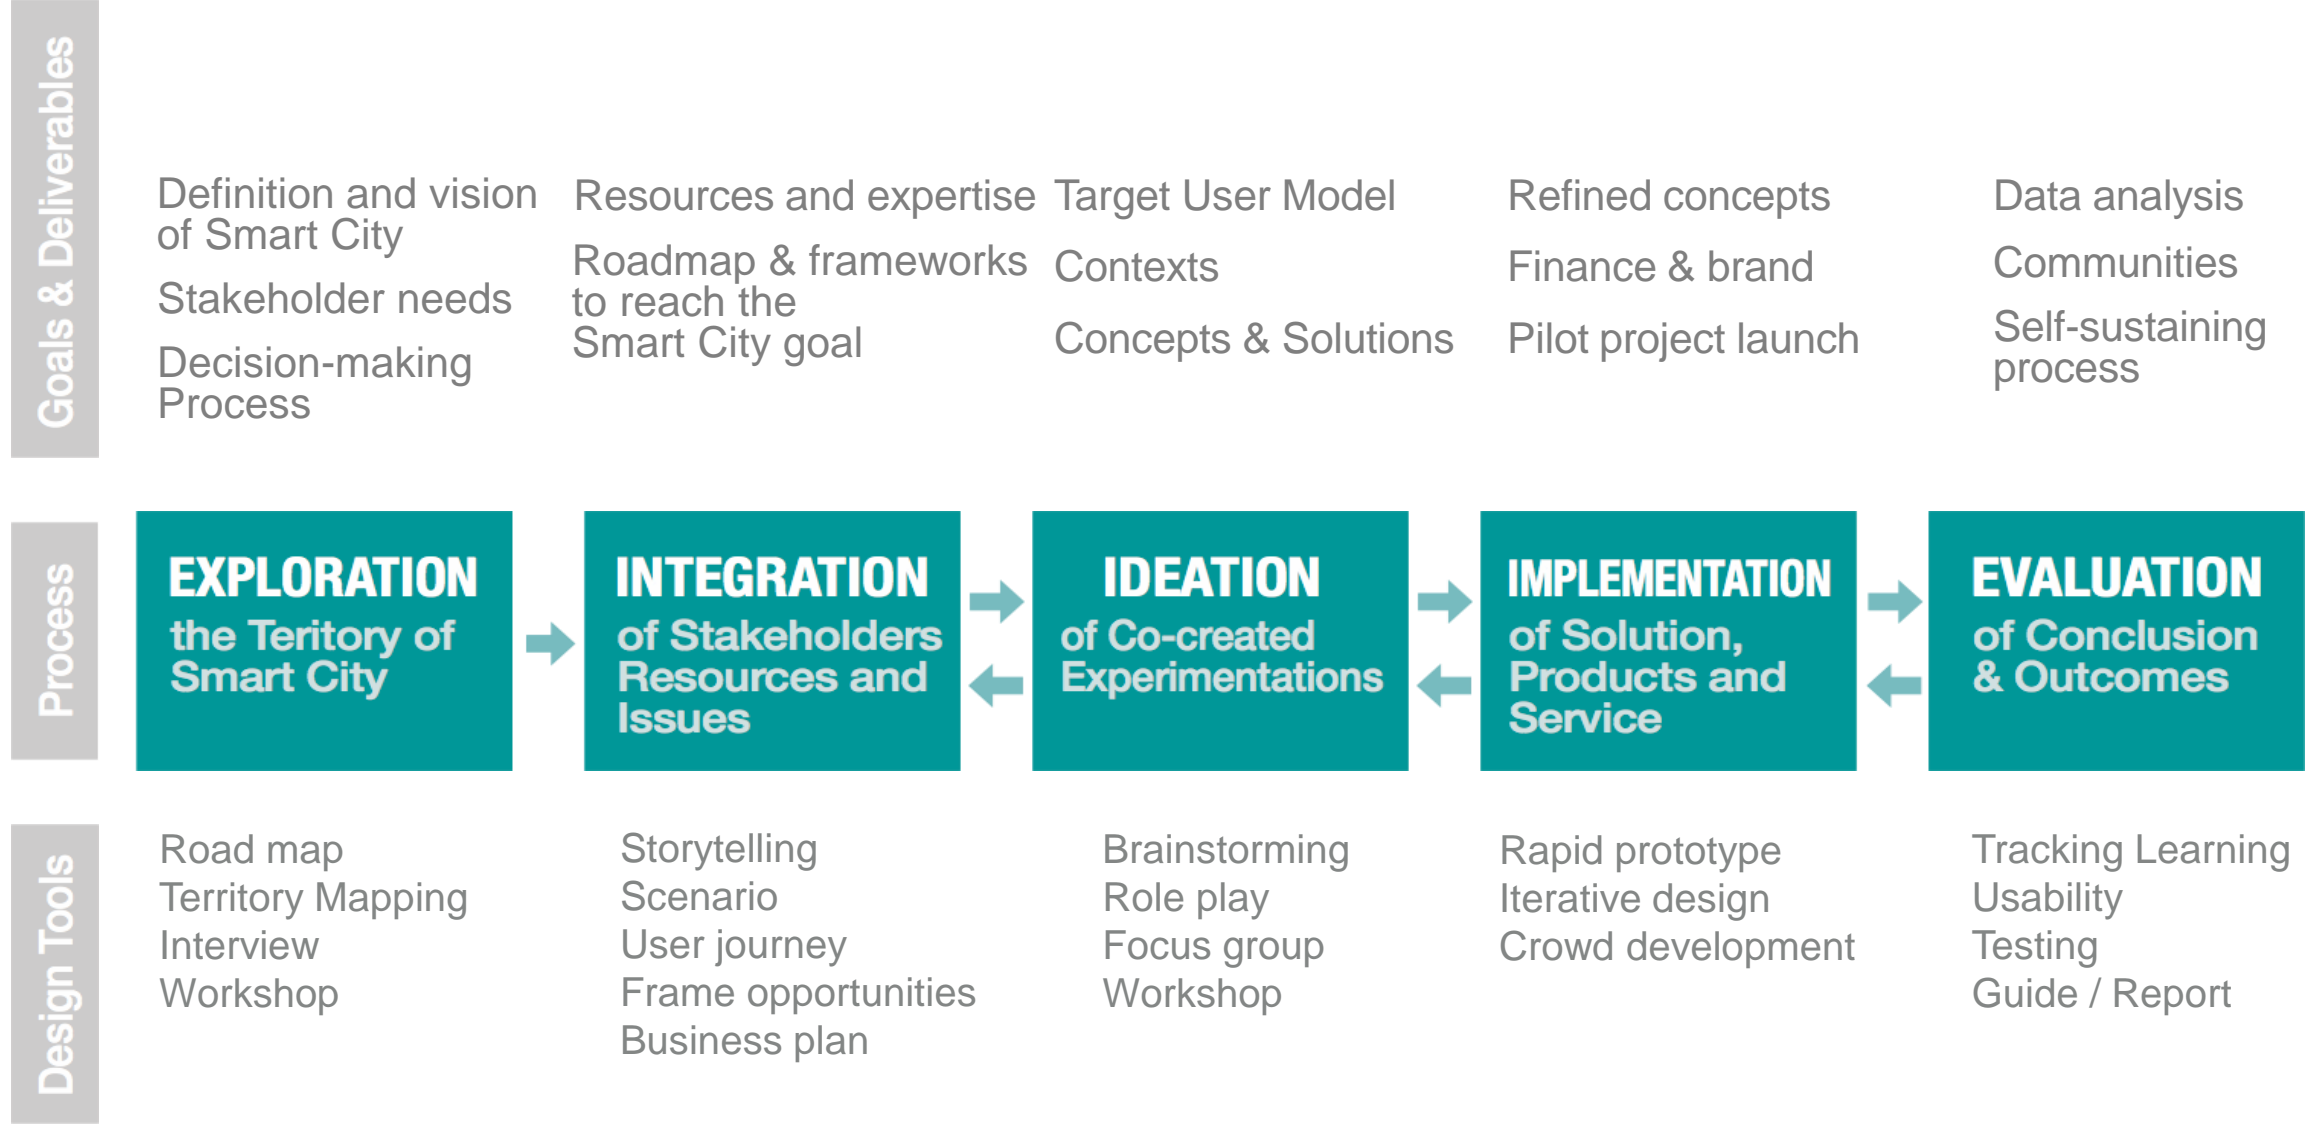 Goals & Deliverables
Definition and vision
of Smart City
Stakeholder needs
Decision-making
Process
Resources and expertise
Roadmap & frameworks
to reach the
Smart City goal
Target User Model
Contexts
Concepts & Solutions
Refined concepts
Finance & brand
Pilot project launch
Data analysis
Communities
Self-sustaining
process
Process
EXPLORATION
the Teritory of
Smart City
INTEGRATION
of Stakeholders
Resources and
Issues
IDEATION
of Co-created
Experimentations
IMPLEMENTATION
of Solution,
Products and
Service
EVALUATION
of Conclusion
& Outcomes
Design Tools
Road map
Territory Mapping
Interview
Workshop
Storytelling
Scenario
User journey
Frame opportunities
Business plan
Brainstorming
Role play
Focus group
Workshop
Rapid prototype
Iterative design
Crowd development
Tracking Learning
Usability
Testing
Guide / Report